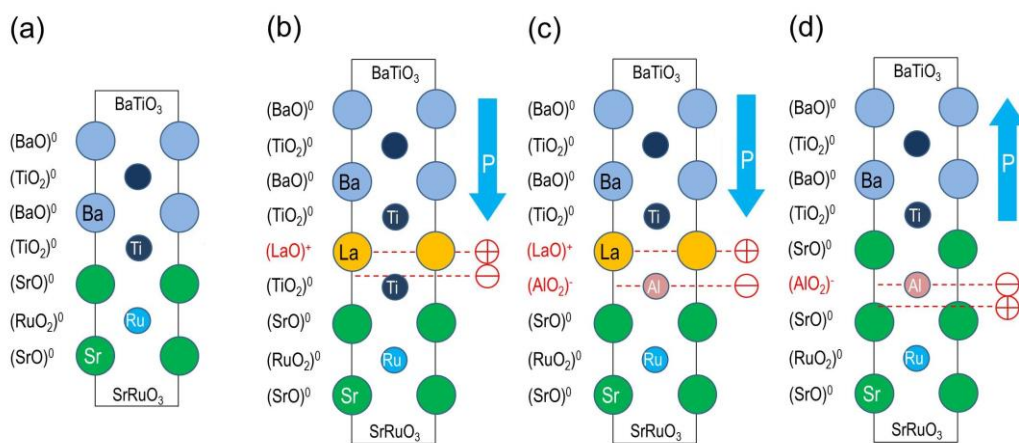 (a)
BaTiO₃
(BaO)⁰
(TiO₂)⁰
(BaO)⁰ Ba
(TiO₂)⁰ Ti
(SrO)⁰
(RuO₂)⁰ Ru
(SrO)⁰ Sr
SrRuO₃
(b)
BaTiO₃
(BaO)⁰
(TiO₂)⁰ P
(BaO)⁰ Ba
(TiO₂)⁰ Ti
(LaO)⁺ La +
−
(TiO₂)⁰ Ti
(SrO)⁰
(RuO₂)⁰ Ru
(SrO)⁰ Sr
SrRuO₃
(c)
BaTiO₃
(BaO)⁰
(TiO₂)⁰ P
(BaO)⁰ Ba
(TiO₂)⁰ Ti
(LaO)⁺ La +
(AlO₂)⁻ Al −
(SrO)⁰
(RuO₂)⁰ Ru
(SrO)⁰ Sr
SrRuO₃
(d)
BaTiO₃
(BaO)⁰
(TiO₂)⁰ P
(BaO)⁰ Ba
(TiO₂)⁰ Ti
(SrO)⁰
(AlO₂)⁻ Al −
+
(SrO)⁰
(RuO₂)⁰ Ru
(SrO)⁰ Sr
SrRuO₃